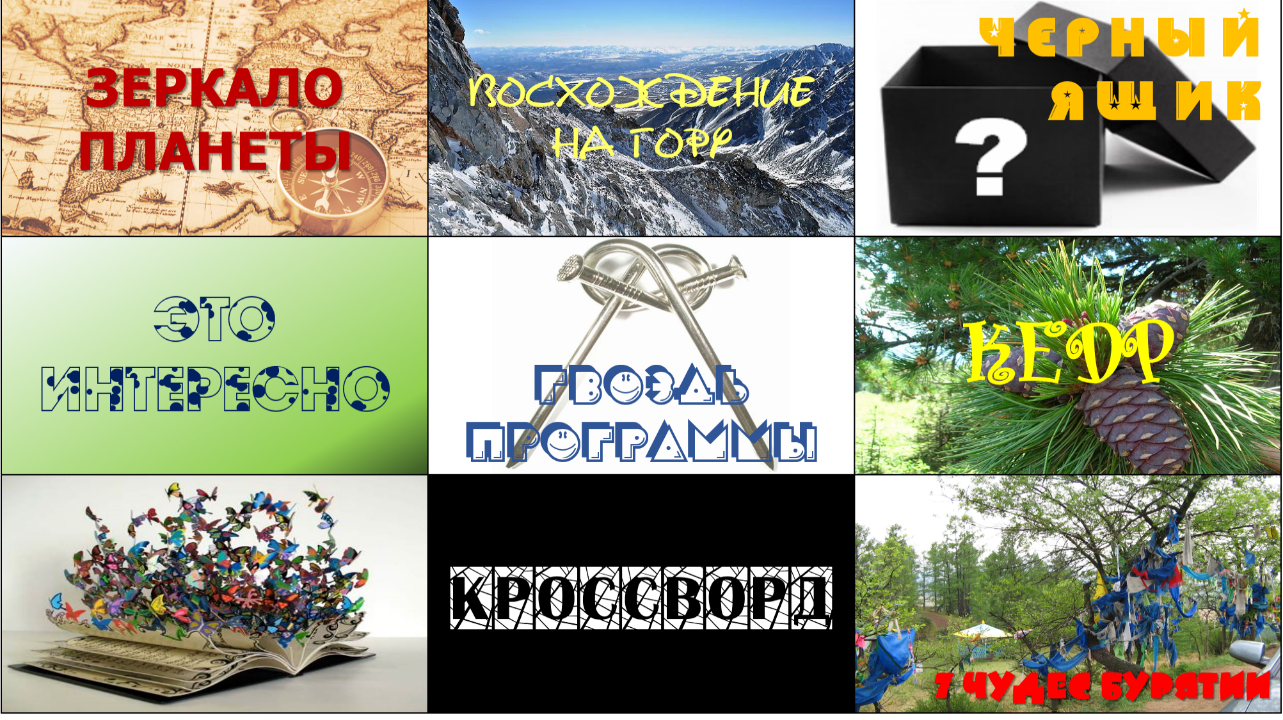 ЗЕРКАЛО
ПЛАНЕТЫ
ВОСХОЖДЕНИЕ
НА ГОРУ
ЧЕРНЫЙ
ЯЩИК
?
ЭТО
ИНТЕРЕСНО
ГВОЗДЬ
ПРОГРАММЫ
КЕДР
КРОССВОРД
7 ЧУДЕС БУРЯТИИ